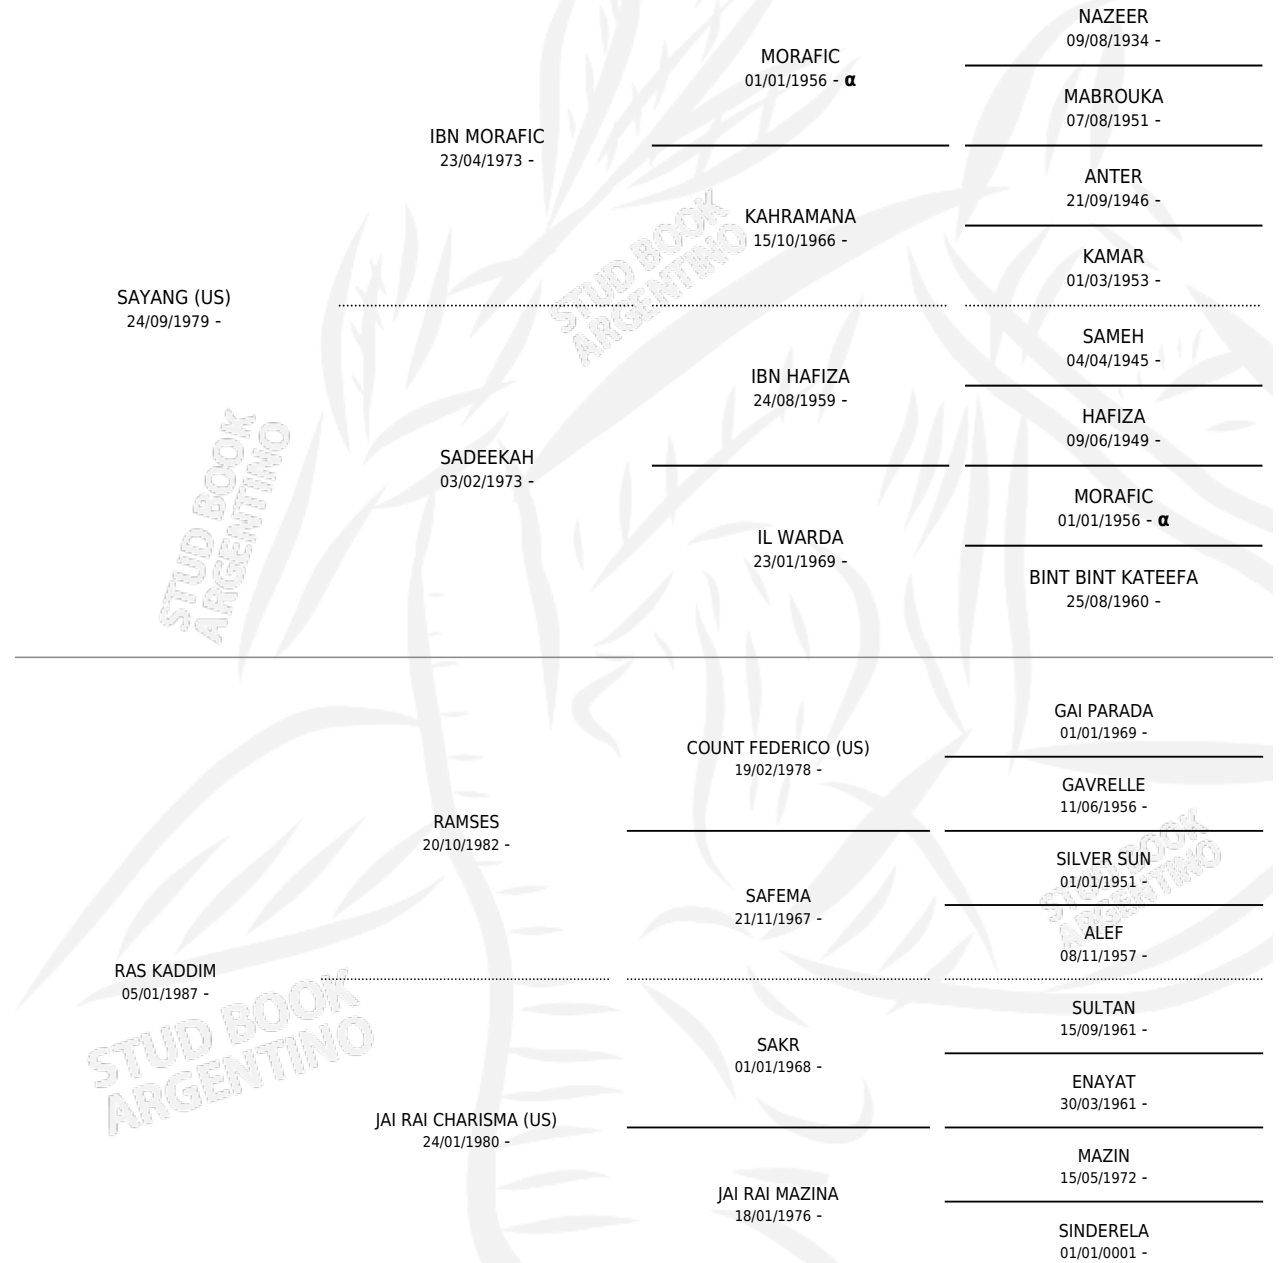 NAZEER
09/08/1934 -
MORAFIC
01/01/1956 - α
MABROUKA
07/08/1951 -
IBN MORAFIC
23/04/1973 -
ANTER
21/09/1946 -
KAHRAMANA
15/10/1966 -
KAMAR
01/03/1953 -
SAYANG (US)
24/09/1979 -
SAMEH
04/04/1945 -
IBN HAFIZA
24/08/1959 -
HAFIZA
09/06/1949 -
SADEEKAH
03/02/1973 -
MORAFIC
01/01/1956 - α
IL WARDA
23/01/1969 -
BINT BINT KATEEFA
25/08/1960 -
GAI PARADA
01/01/1969 -
COUNT FEDERICO (US)
19/02/1978 -
GAVRELLE
11/06/1956 -
RAMSES
20/10/1982 -
SILVER SUN
01/01/1951 -
SAFEMA
21/11/1967 -
ALEF
08/11/1957 -
RAS KADDIM
05/01/1987 -
SULTAN
15/09/1961 -
SAKR
01/01/1968 -
ENAYAT
30/03/1961 -
JAI RAI CHARISMA (US)
24/01/1980 -
MAZIN
15/05/1972 -
JAI RAI MAZINA
18/01/1976 -
SINDERELA
01/01/0001 -
STUD BOOK
ARGENTINO
STUD BOOK
ARGENTINO
STUD BOOK
ARGENTINO
STUD BOOK
ARGENTINO